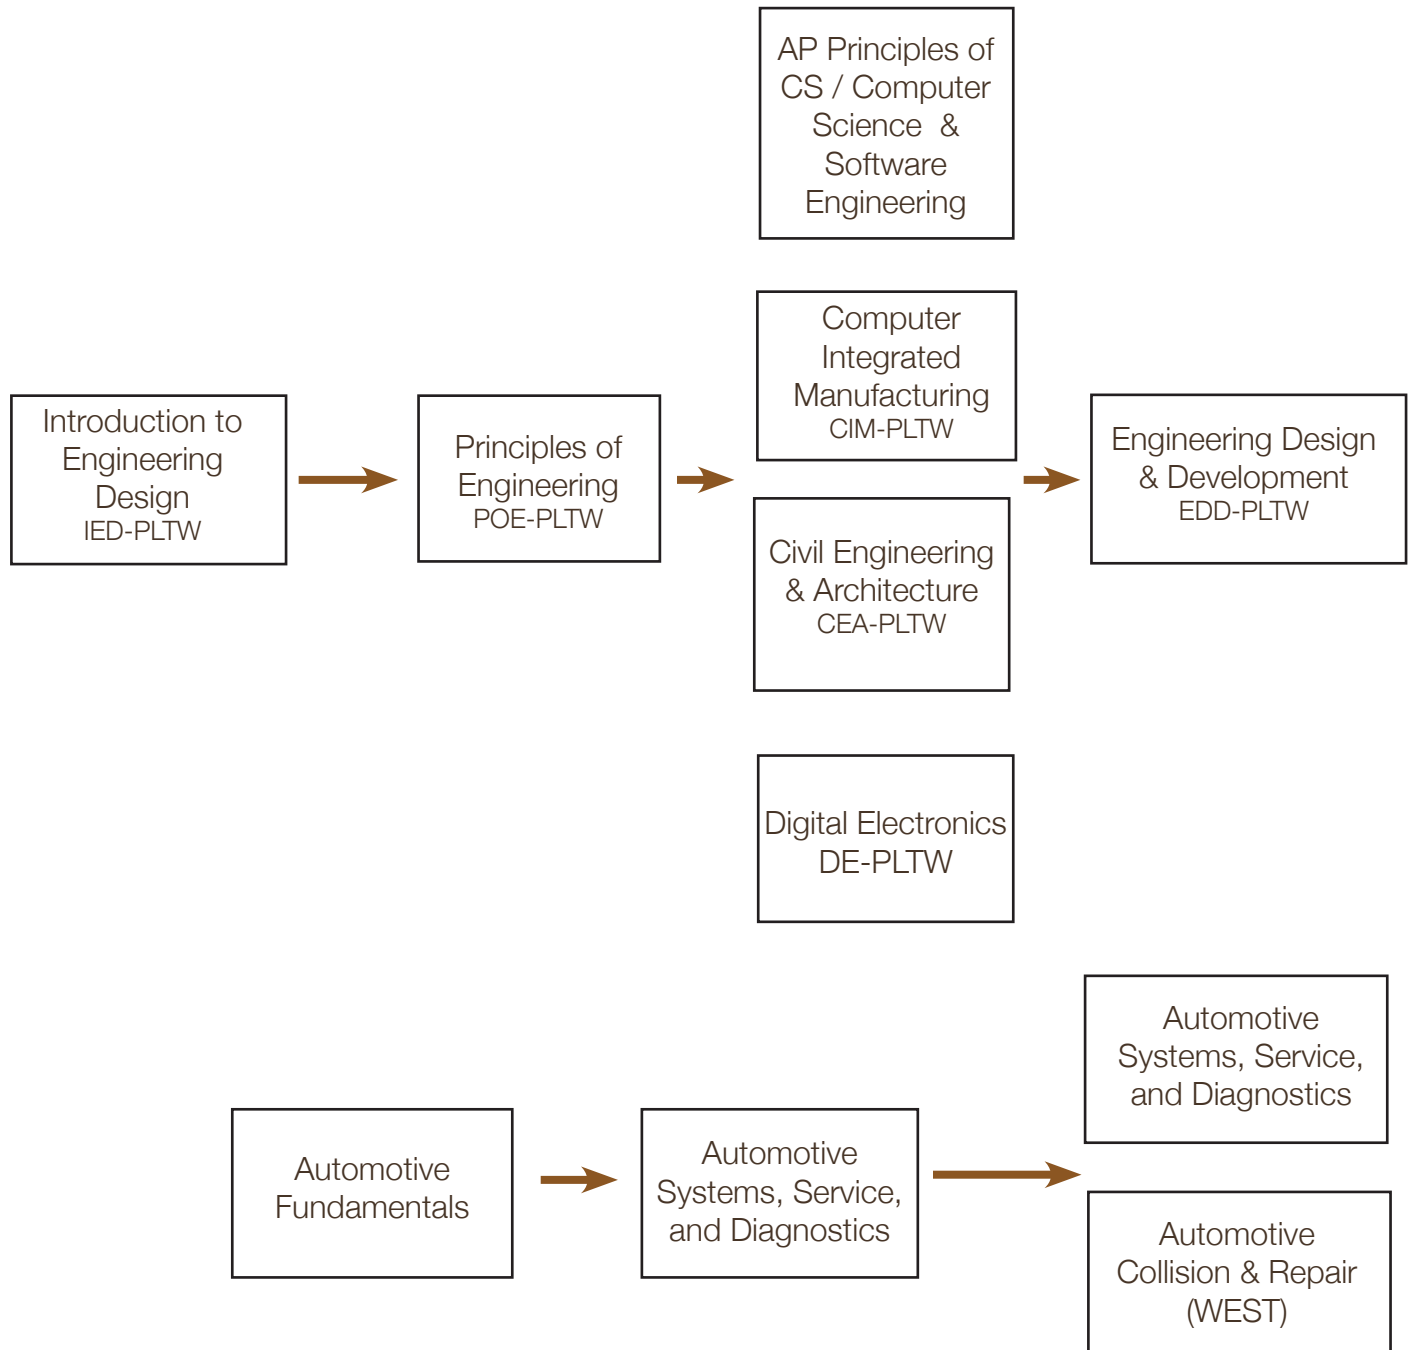 AP Principles of
CS / Computer
Science & 
Software
Engineering
Computer
Integrated
Manufacturing
CIM-PLTW
Introduction to
Engineering
Design
IED-PLTW
Principles of
Engineering
POE-PLTW
Engineering Design
& Development
EDD-PLTW
Civil Engineering
& Architecture
CEA-PLTW
Digital Electronics
DE-PLTW
Automotive
Systems, Service,
and Diagnostics
Automotive
Fundamentals
Automotive
Systems, Service,
and Diagnostics
Automotive
Collision & Repair
(WEST)